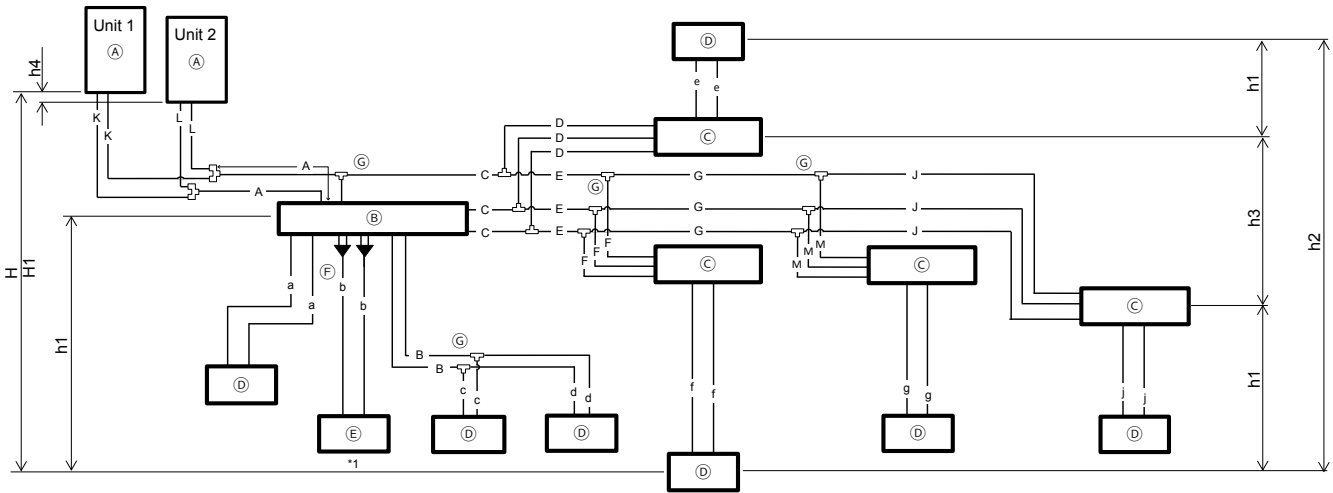 Unit 1
Ⓐ
Unit 2
Ⓐ
Ⓓ
h4
K
K
L
L
e
e
h1
A
Ⓖ
D
D
D
Ⓒ
Ⓖ
A
C
E
Ⓖ
G
J
Ⓑ
C
E
G
J
C
E
G
J
F
F
F
M
M
M
h3
h2
H
H1
a
a
Ⓕ
b
b
Ⓒ
Ⓒ
Ⓒ
h1
Ⓖ
B
B
c
c
d
d
f
f
g
g
j
j
h1
Ⓓ
Ⓔ
*1
Ⓓ
Ⓓ
Ⓓ
Ⓓ
Ⓓ